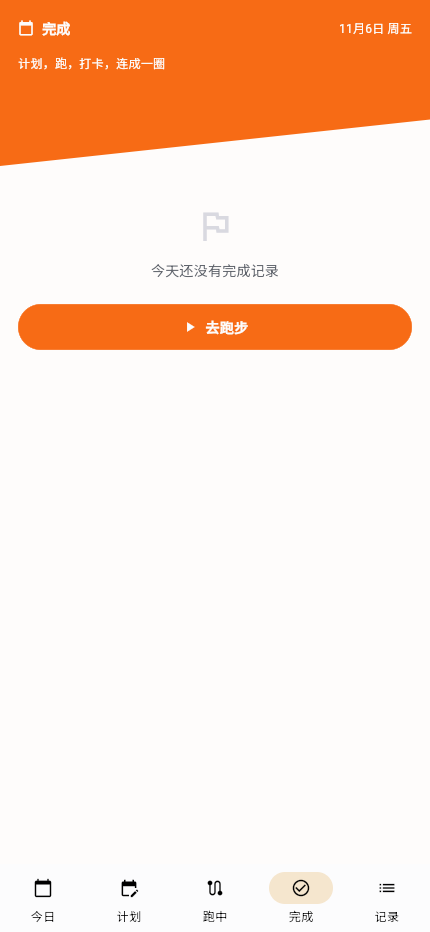 完成
11月6日 周五
计划，跑，打卡，连成一圈
今天还没有完成记录
去跑步
今日
计划
跑中
完成
记录